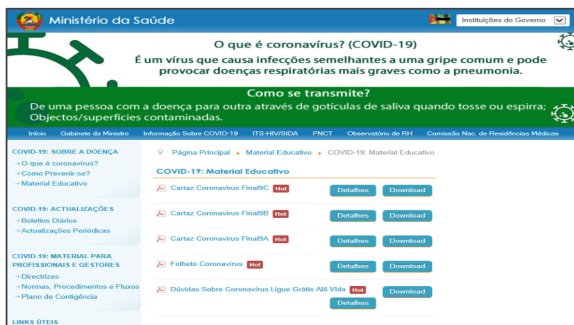 Ministério da Saúde
Instituições do Governo
O que é coronavírus? (COVID-19)
É um vírus que causa infecções semelhantes a uma gripe comum e pode
provocar doenças respiratórias mais graves como a pneumonia.
Como se transmite?
De uma pessoa com a doença para outra através de gotículas de saliva quando tosse ou espirra;
Objectos/superfícies contaminadas.
Início Gabinete do Ministro Informação Sobre COVID-19 ITS-HIV/SIDA PNCT Observatório de RH Comissão Nac. de Residências Médicas
COVID-19: SOBRE A DOENÇA
O que é coronavírus?
Como Prevenir-se?
Material Educativo
COVID-19: ACTUALIZAÇÕES
Boletins Diários
Actualizações Periódicas
COVID-19: MATERIAL PARA
PROFISSIONAIS E GESTORES
Directrizes
Normas, Procedimentos e Fluxos
Plano de Contigência
LINKS ÚTEIS
Página Principal Material Educativo COVID-19: Material Educativo
COVID-19: Material Educativo
Cartaz Coronavirus Final9C Hot Detalhes Download
Cartaz Coronavirus Final9B Hot Detalhes Download
Cartaz Coronavirus Final9A Hot Detalhes Download
Folheto Coronavirus Hot Detalhes Download
Dúvidas Sobre Coronavirus Ligue Grátis Alô Vida Hot Download
Detalhes